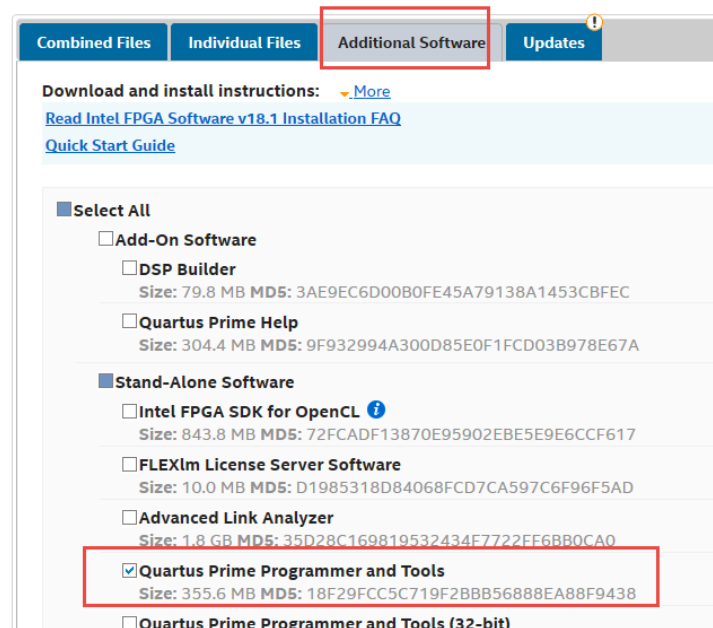 Combined Files
Individual Files
Additional Software
Updates
!
Download and install instructions: More
Read Intel FPGA Software v18.1 Installation FAQ
Quick Start Guide
Select All
Add-On Software
DSP Builder
Size: 79.8 MB MD5: 3AE9EC6D00B0FE45A79138A1453CBFEC
Quartus Prime Help
Size: 304.4 MB MD5: 9F932994A300D85E0F1FCD03B978E67A
Stand-Alone Software
Intel FPGA SDK for OpenCL i
Size: 843.8 MB MD5: 72FCADF13870E95902EBE5E9E6CCF617
FLEXlm License Server Software
Size: 10.0 MB MD5: D1985318D84068FCD7CA597C6F96F5AD
Advanced Link Analyzer
Size: 1.8 GB MD5: 35D28C169819532434F7722FF6BB0CA0
Quartus Prime Programmer and Tools
Size: 355.6 MB MD5: 18F29FCC5C719F2BBB56888EA88F9438
Quartus Prime Programmer and Tools (32-bit)